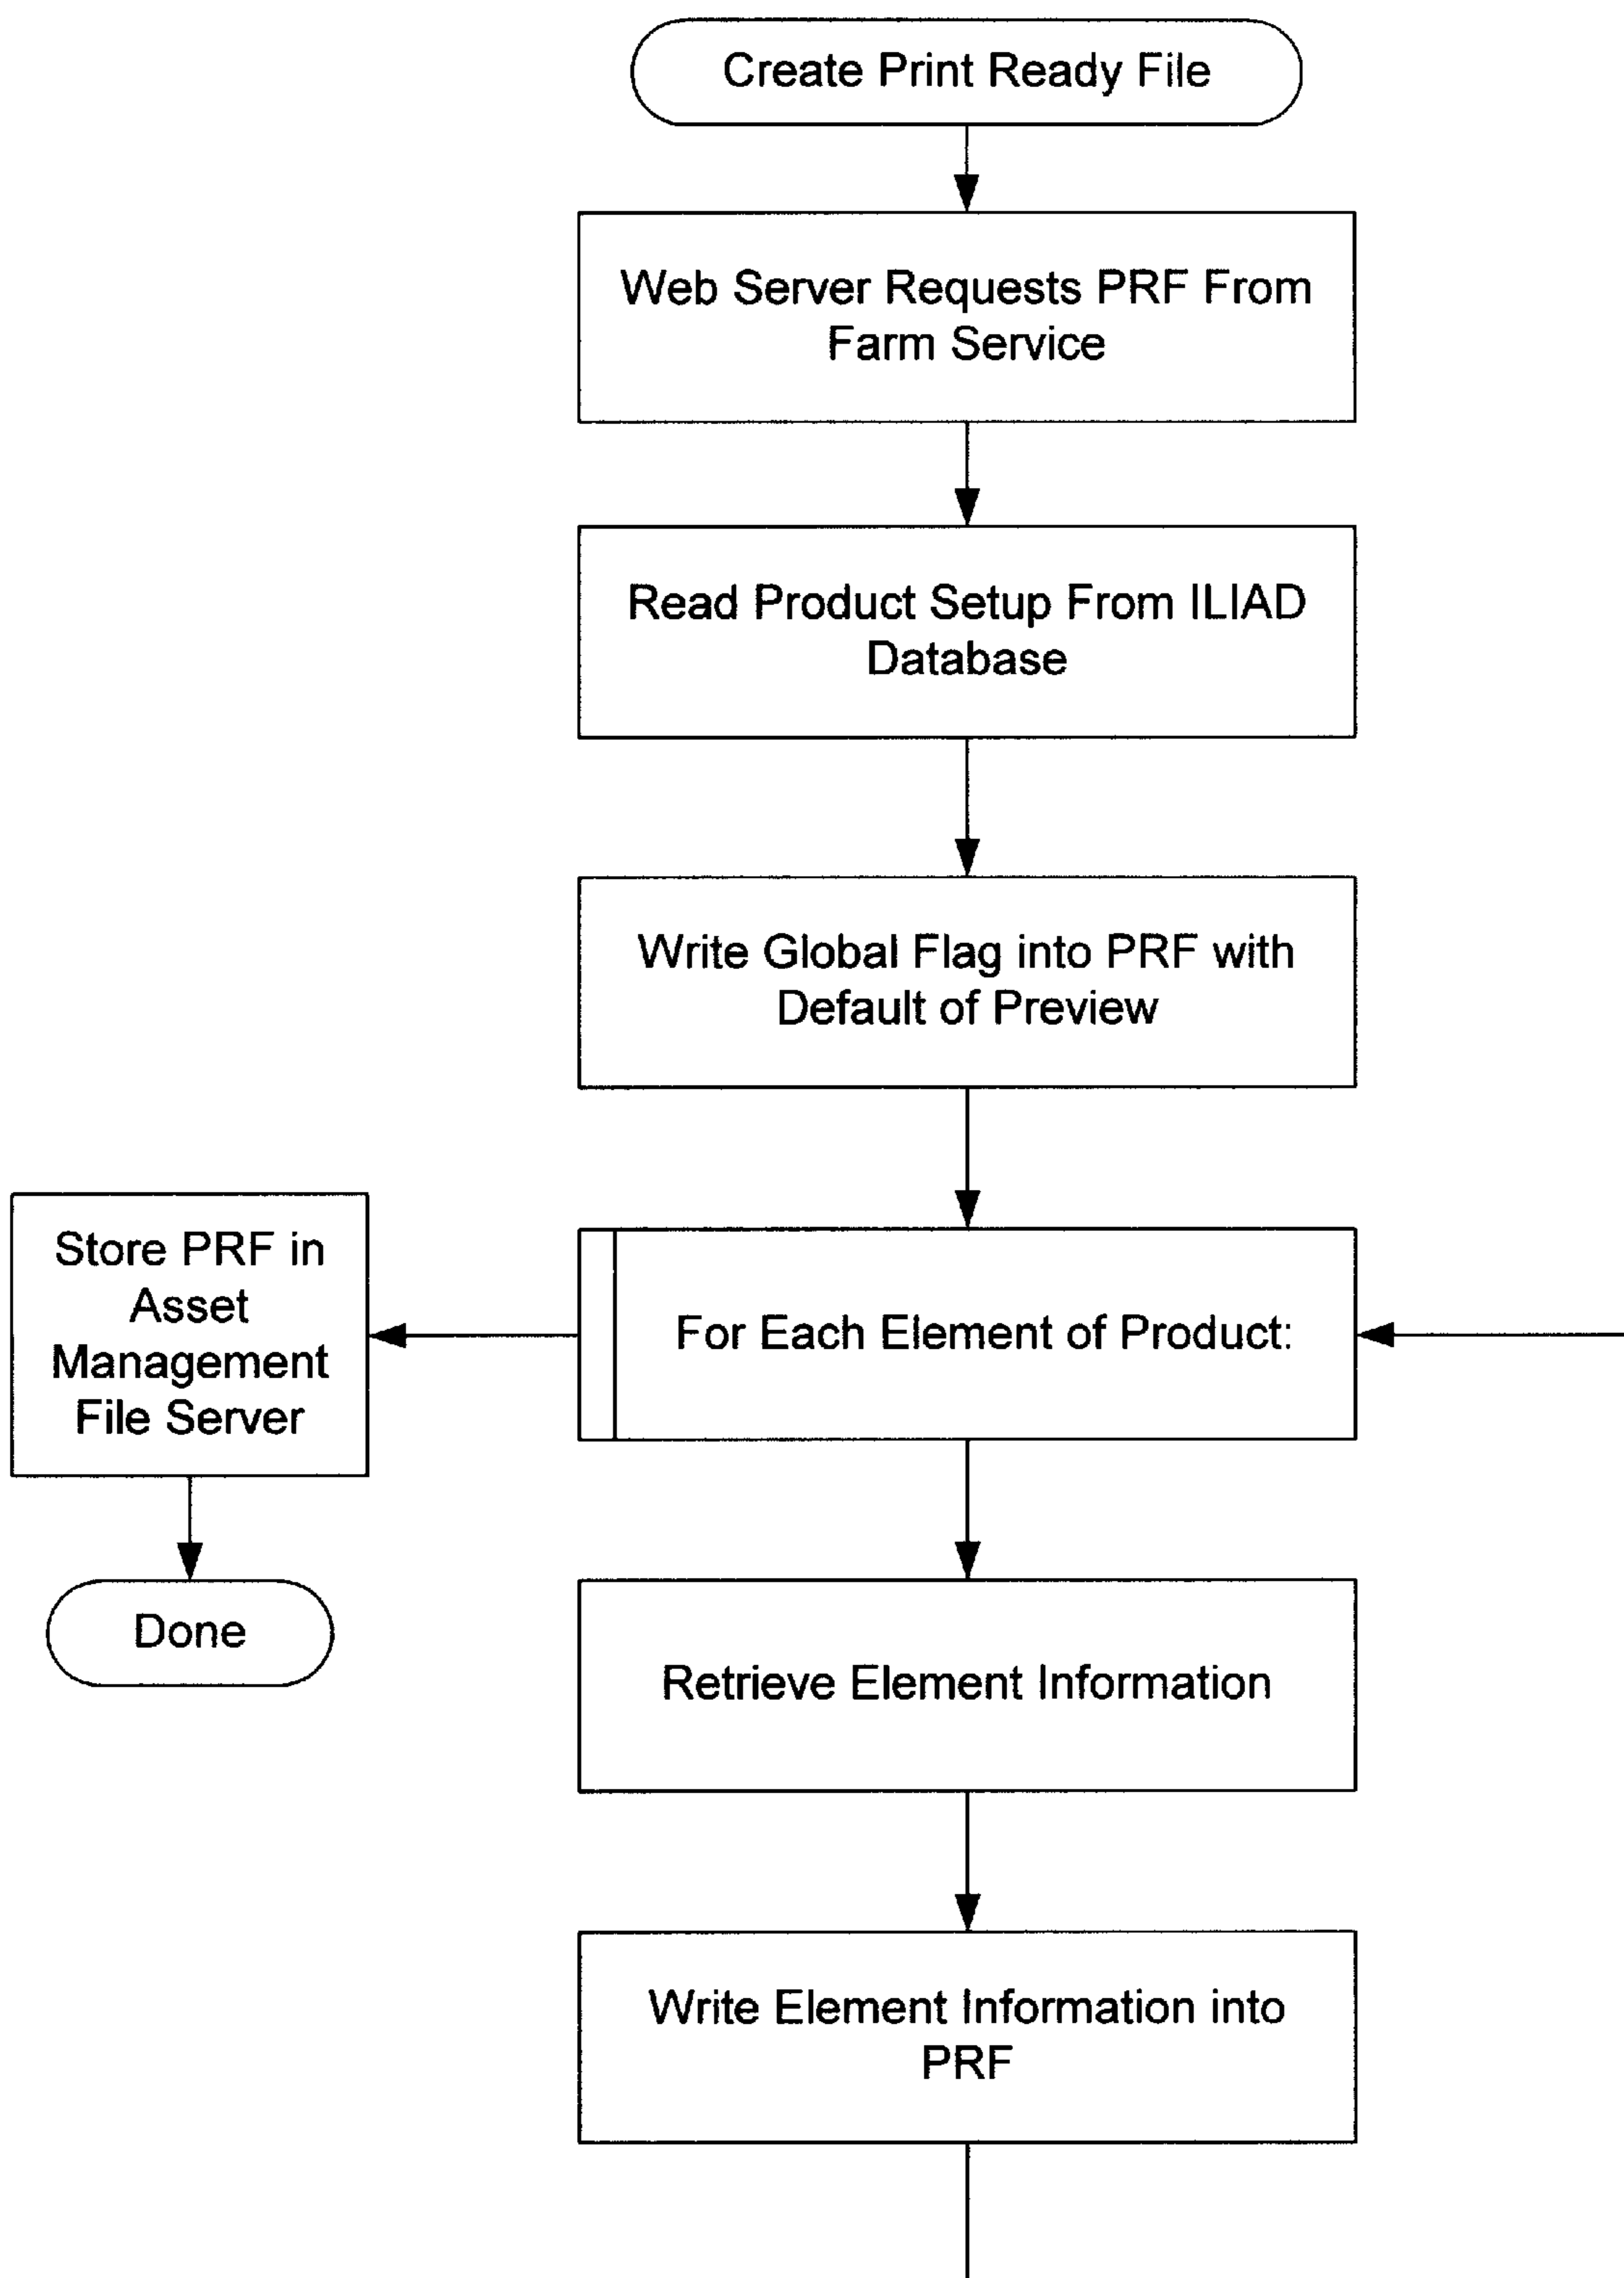 Create Print Ready File
Web Server Requests PRF From
Farm Service
Read Product Setup From ILIAD
Database
Write Global Flag into PRF with
Default of Preview
Store PRF in
Asset
Management
File Server
For Each Element of Product:
Done
Retrieve Element Information
Write Element Information into
PRF